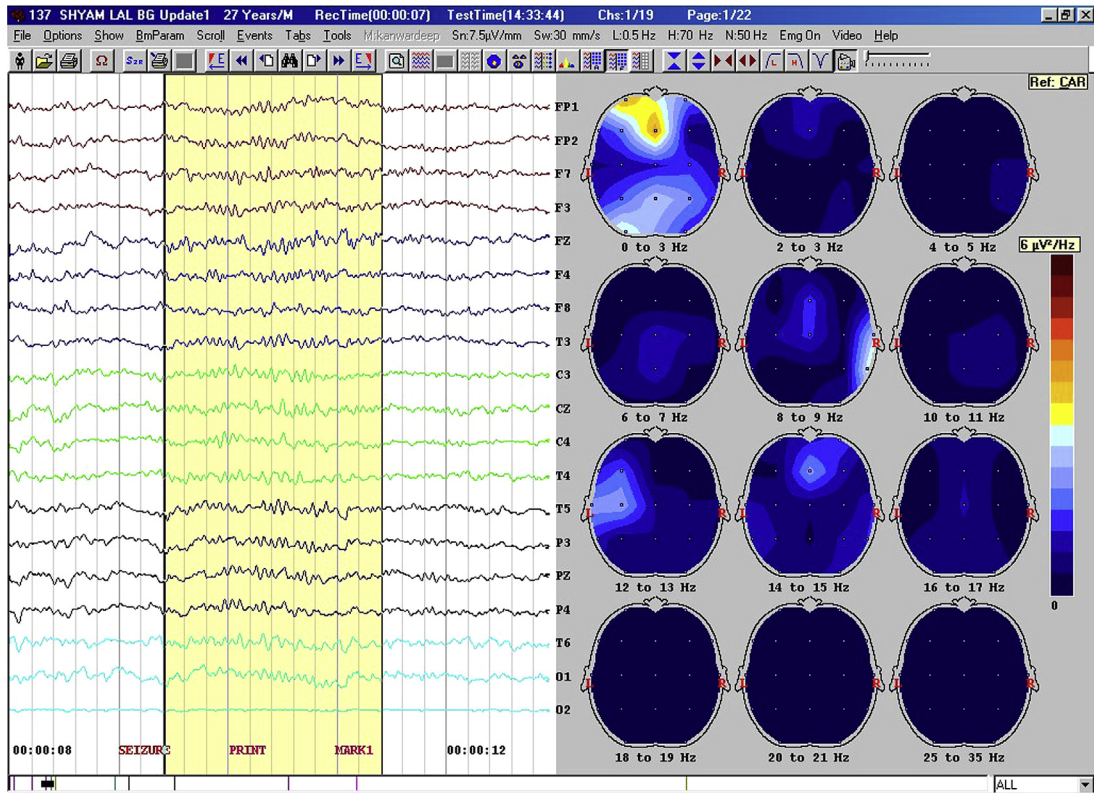 137 SHYAM LAL BG Update1 27 Years/M RecTime(00:00:07) TestTime(14:33:44) Chs:1/19 Page:1/22
File Options Show BmParam Scroll Events Tabs Tools M:kanwardeep Sn:7.5µV/mm Sw:30 mm/s L:0.5 Hz H:70 Hz N:50 Hz Emg On Video Help
Ref: CAR
FP1
FP2
F7
F3
FZ
F4
F8
T3
C3
CZ
C4
T4
T5
P3
PZ
P4
T6
O1
O2
00:00:08 SEIZURE PRINT MARK1 00:00:12
L R
0 to 3 Hz 2 to 3 Hz 4 to 5 Hz
6 µV²/Hz
L R
6 to 7 Hz 8 to 9 Hz 10 to 11 Hz
L R
12 to 13 Hz 14 to 15 Hz 16 to 17 Hz
0
L R
18 to 19 Hz 20 to 21 Hz 25 to 35 Hz
ALL